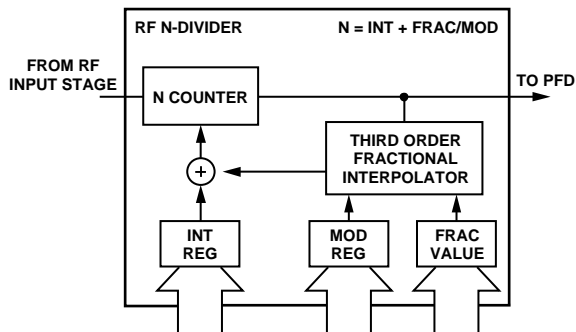 RF N-DIVIDER
N = INT + FRAC/MOD
FROM RF
INPUT STAGE
TO PFD
N COUNTER
THIRD ORDER
FRACTIONAL
INTERPOLATOR
+
INT
REG
MOD
REG
FRAC
VALUE